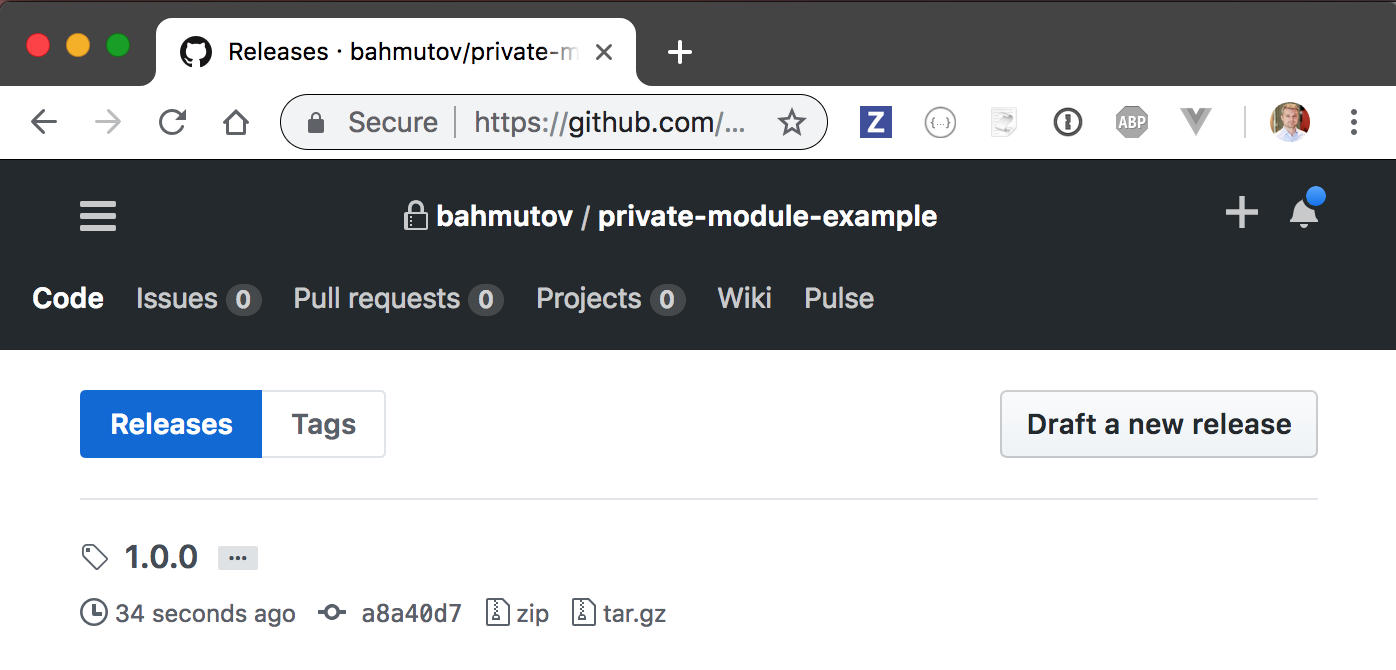 Releases · bahmutov/private-m
Secure https://github.com/...
Z {...} ABP
bahmutov / private-module-example
Code Issues 0 Pull requests 0 Projects 0 Wiki Pulse
Releases Tags Draft a new release
1.0.0 ...
34 seconds ago a8a40d7 zip tar.gz